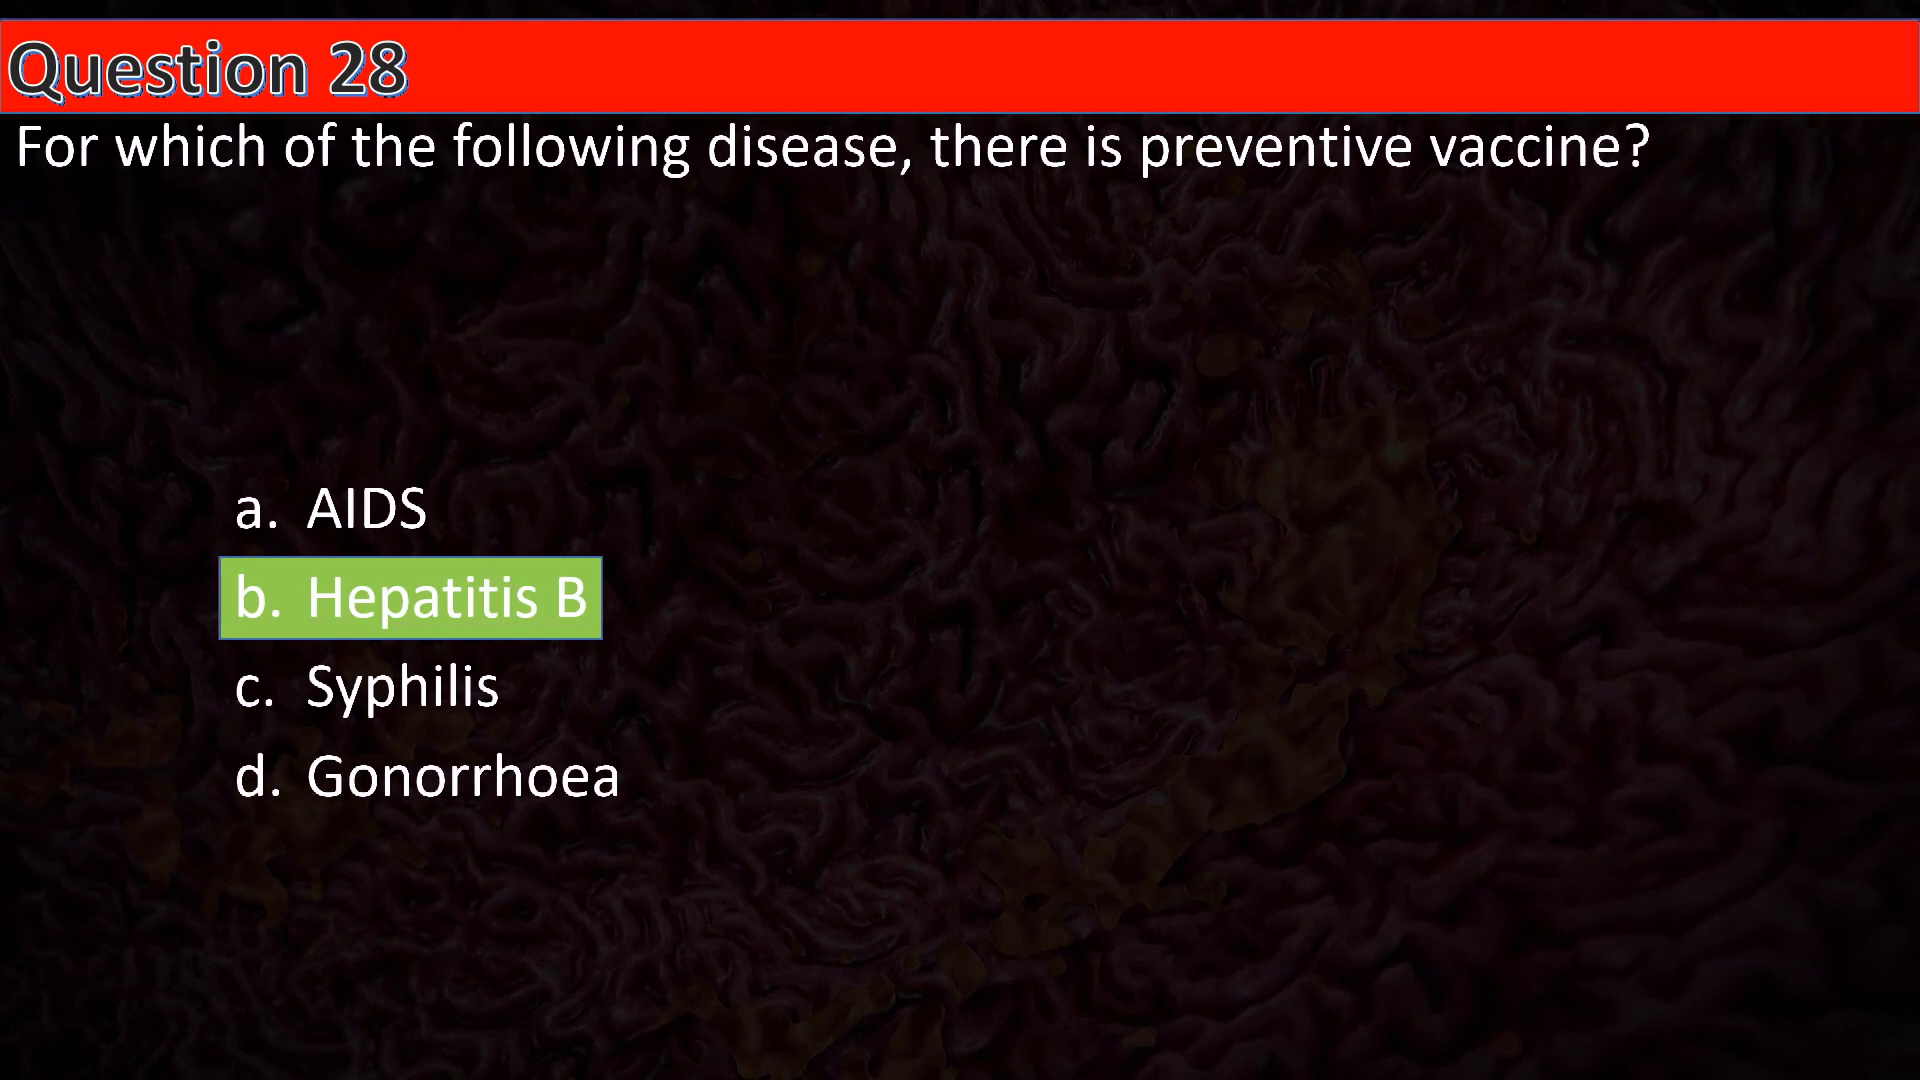 Question 28
For which of the following disease, there is preventive vaccine?
a. AIDS
b. Hepatitis B
c. Syphilis
d. Gonorrhoea